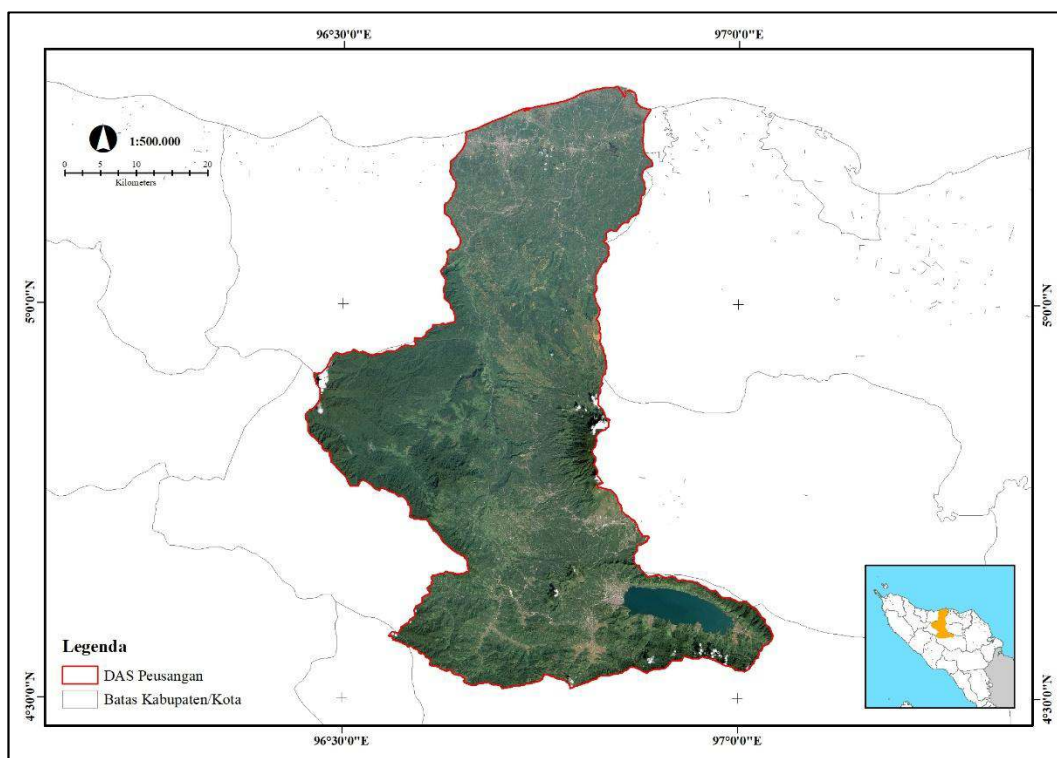 96°30'0"E
97°0'0"E
1:500.000
0 5 10 20
Kilometers
5°0'0"N
5°0'0"N
4°30'0"N
4°30'0"N
Legenda
DAS Peusangan
Batas Kabupaten/Kota
96°30'0"E
97°0'0"E